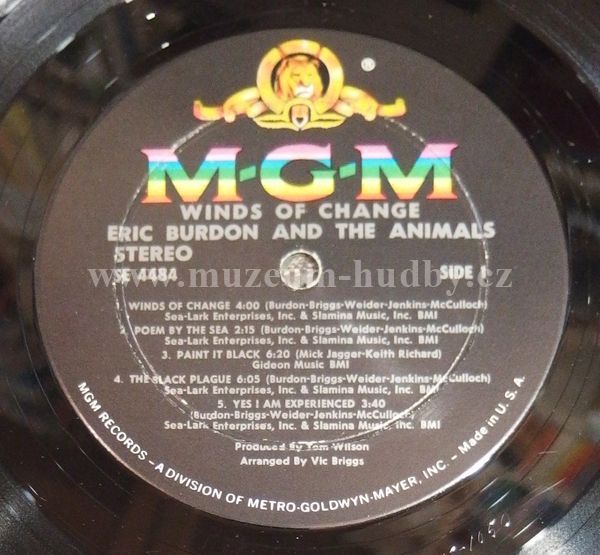 ®
M-G-M
WINDS OF CHANGE
ERIC BURDON AND THE ANIMALS
STEREO
SE 4484 SIDE
www.muzeum-hudby.cz
WINDS OF CHANGE 4:00 (Burdon-Briggs-Weider-Jenkins-McCulloch)
Sea-Lark Enterprises, Inc. & Slamina Music, Inc. BMI
2. POEM BY THE SEA 2:15 (Burdon-Briggs-Weider-Jenkins-McCulloch)
Sea-Lark Enterprises, Inc. & Slamina Music, Inc. BMI
3. PAINT IT BLACK 6:20 (Mick Jagger-Keith Richard)
Gideon Music BMI
4. THE BLACK PLAGUE 6:05 (Burdon-Briggs-Weider-Jenkins-McCulloch)
Sea-Lark Enterprises, Inc. & Slamina Music, Inc. BMI
5. YES I AM EXPERIENCED 3:40
(Burdon-Briggs-Weider-Jenkins-McCulloch)
Sea-Lark Enterprises, Inc. & Slamina Music, Inc. BMI
Produced by Tom Wilson
Arranged by Vic Briggs
MGM RECORDS – A DIVISION OF METRO-GOLDWYN-MAYER, INC. – Made in U. S. A.